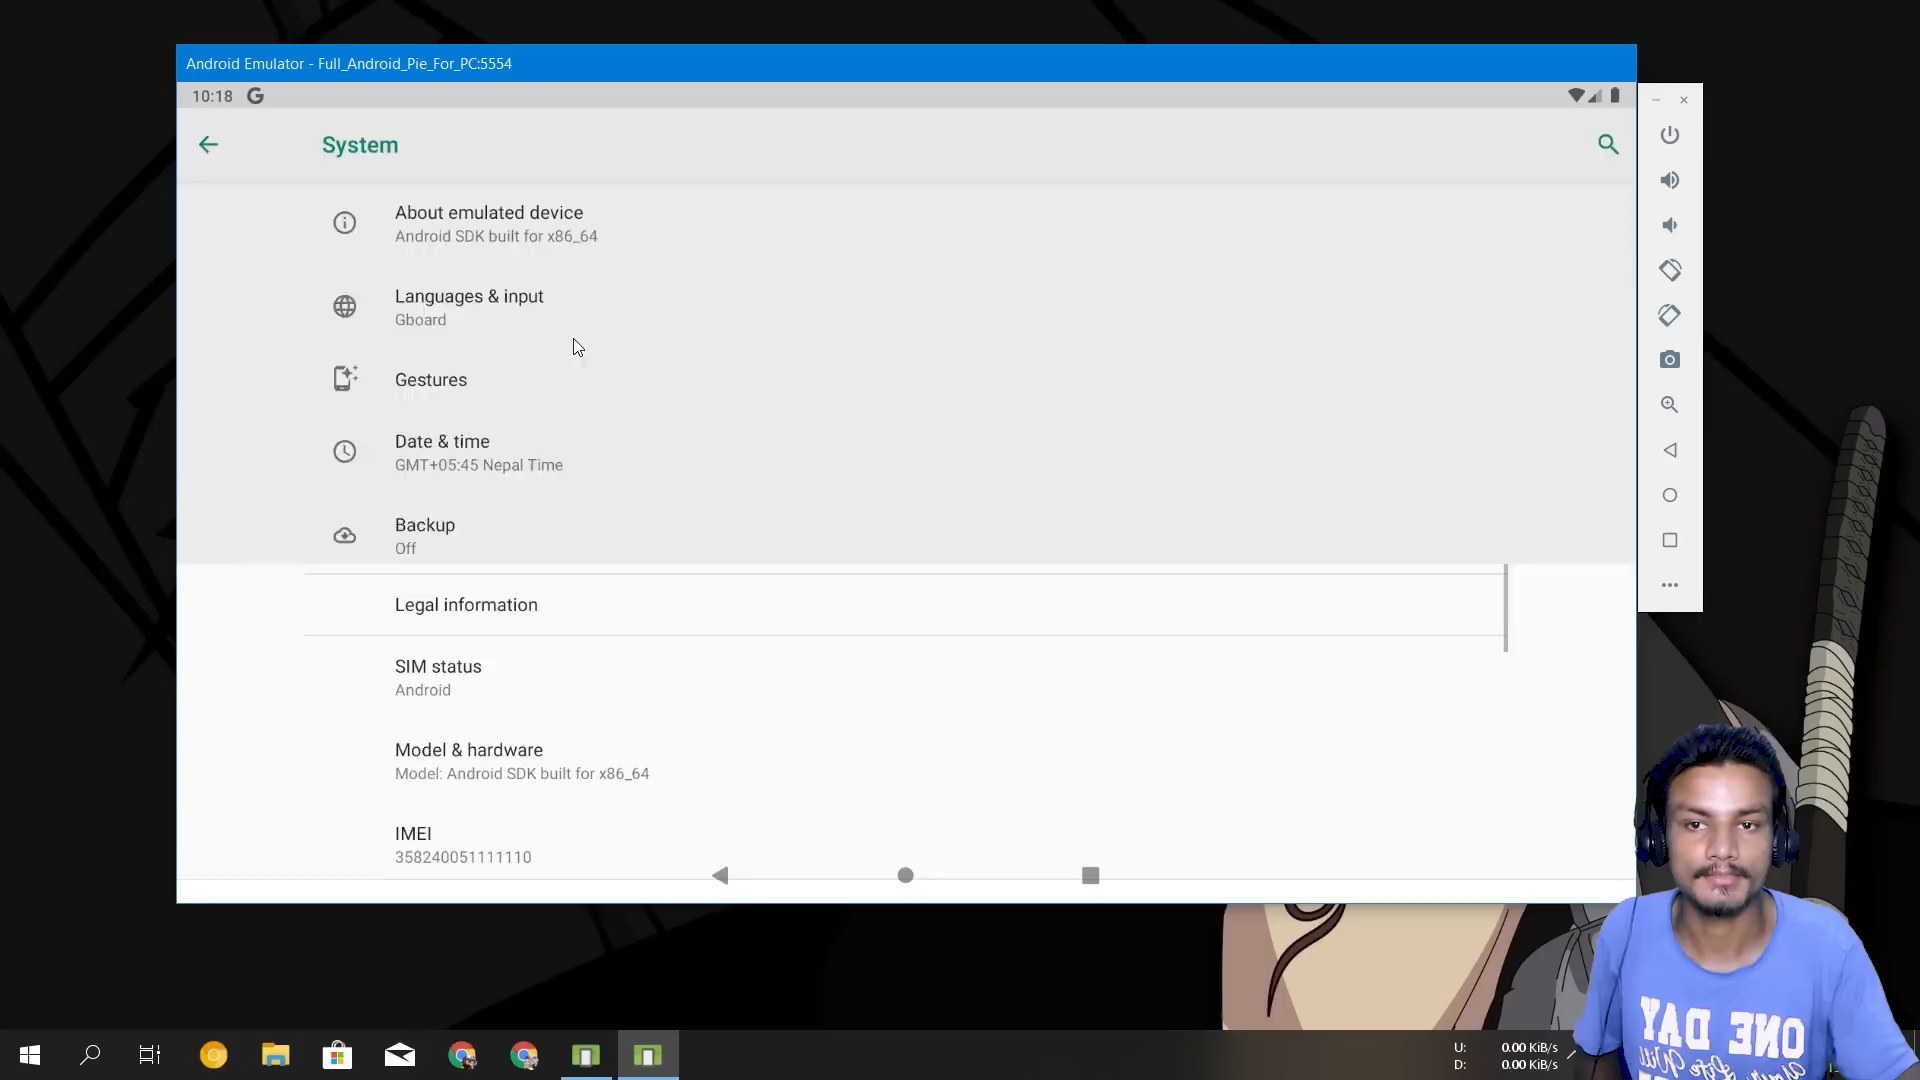 Android Emulator - Full_Android_Pie_For_PC:5554
10:18 G
System
About emulated device
Android SDK built for x86_64
Languages & input
Gboard
Gestures
Date & time
GMT+05:45 Nepal Time
Backup
Off
Legal information
SIM status
Android
Model & hardware
Model: Android SDK built for x86_64
IMEI
358240051111110
U: 0.00 KiB/s
D: 0.00 KiB/s
ONE DAY